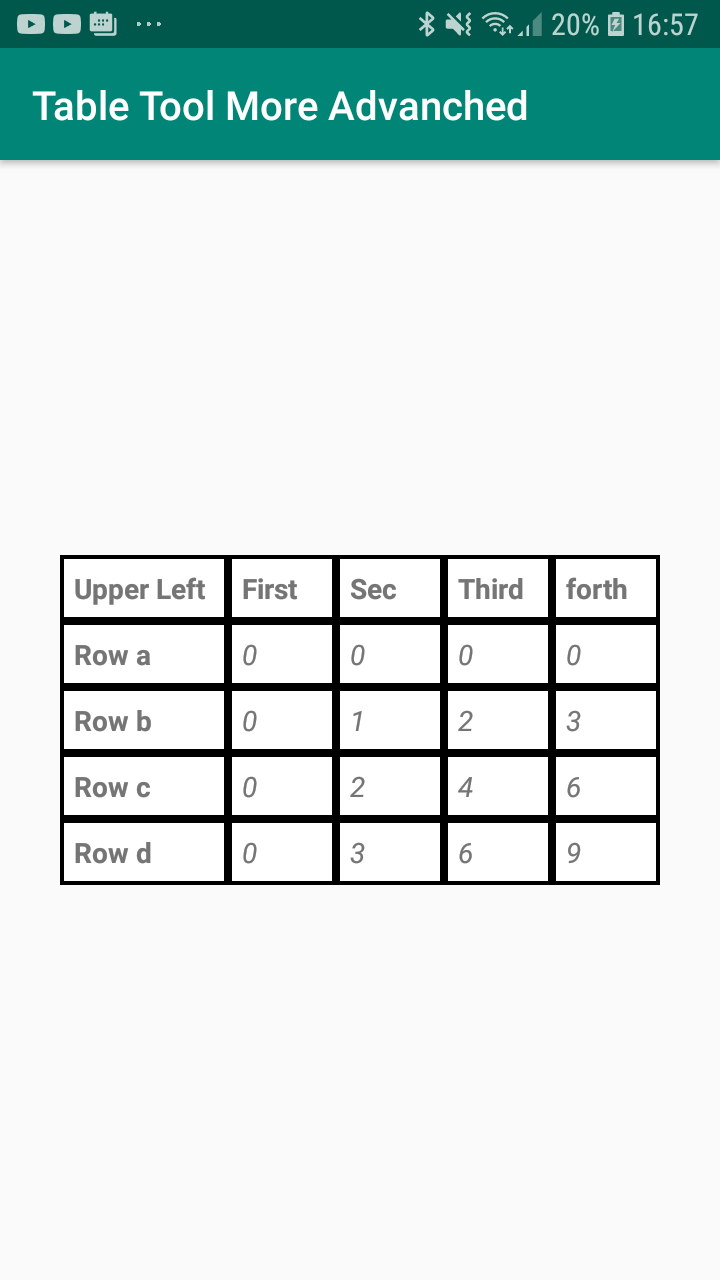 20% 16:57
Table Tool More Advanched
Upper Left First Sec Third forth
Row a 0 0 0 0
Row b 0 1 2 3
Row c 0 2 4 6
Row d 0 3 6 9